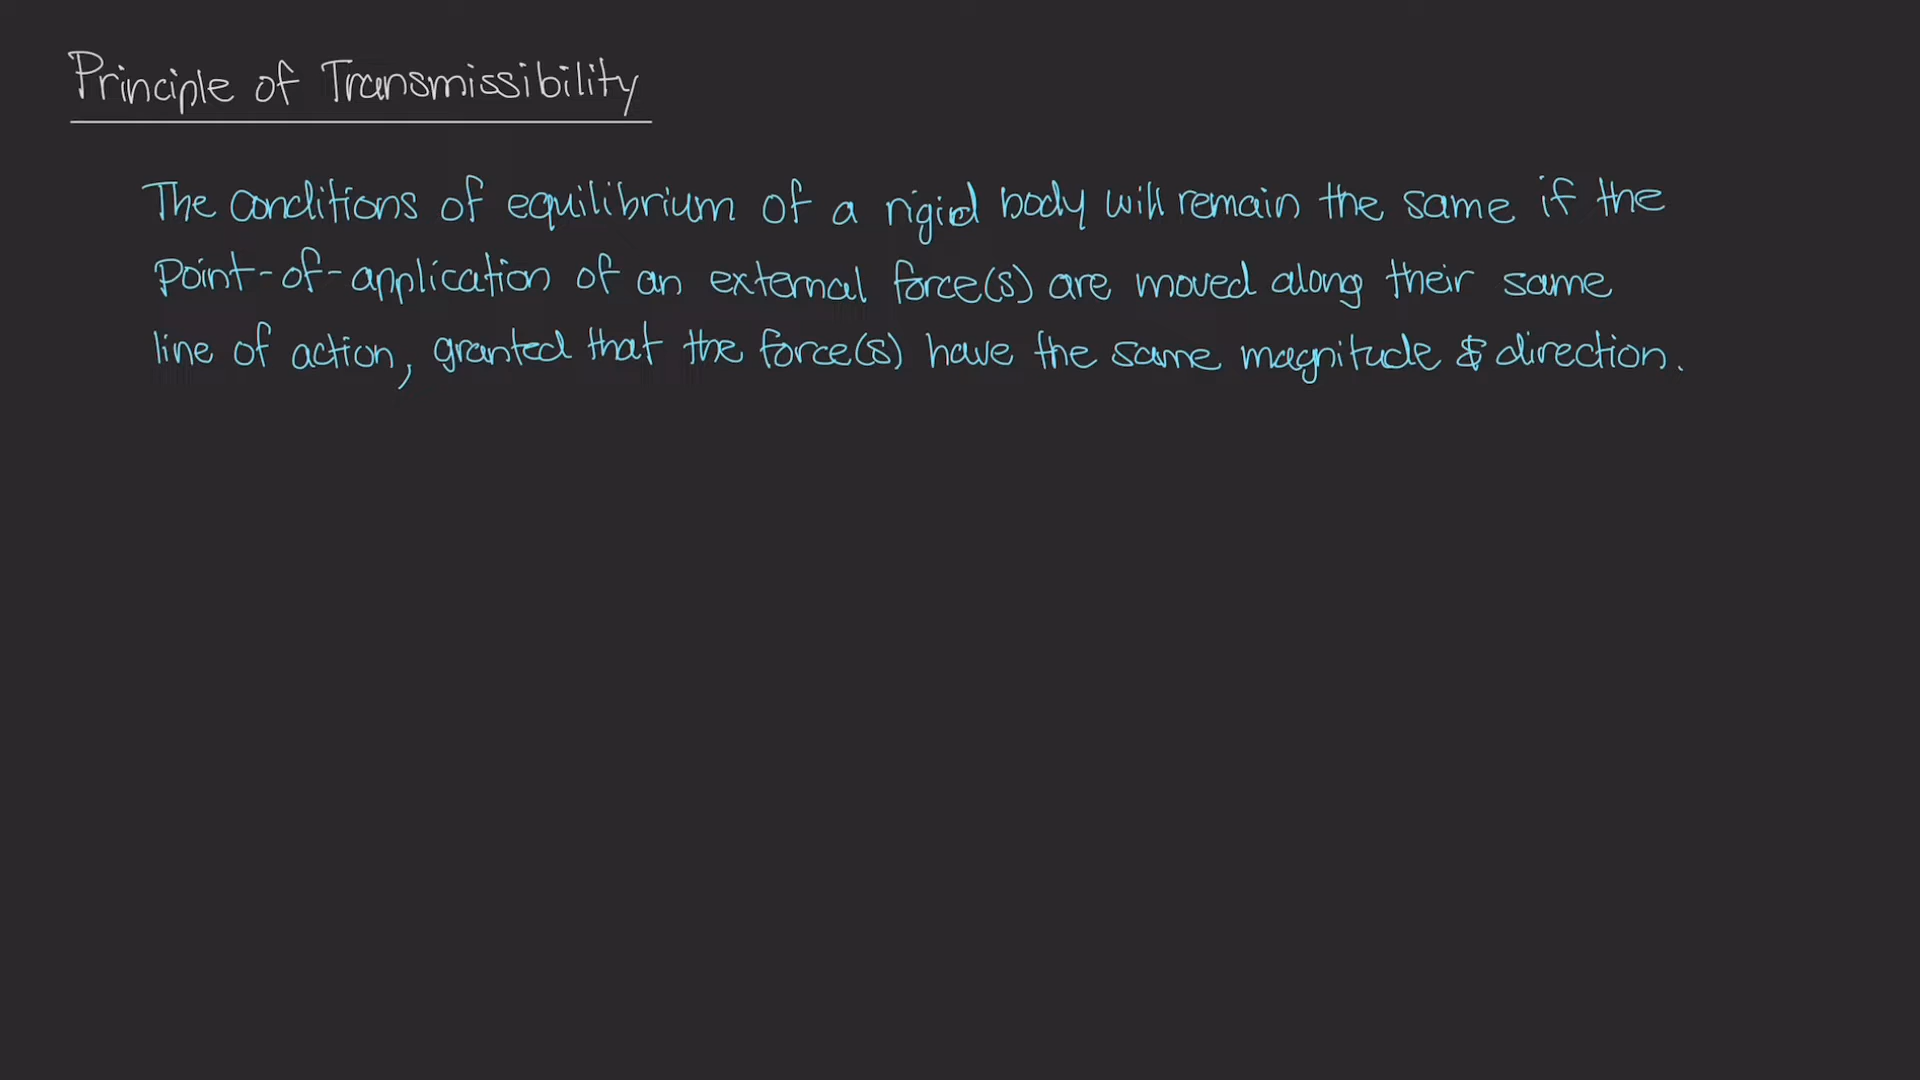 Principle of Transmissibility
The conditions of equilibrium of a rigid body will remain the same if the
point-of-application of an external force(s) are moved along their same
line of action, granted that the force(s) have the same magnitude & direction.